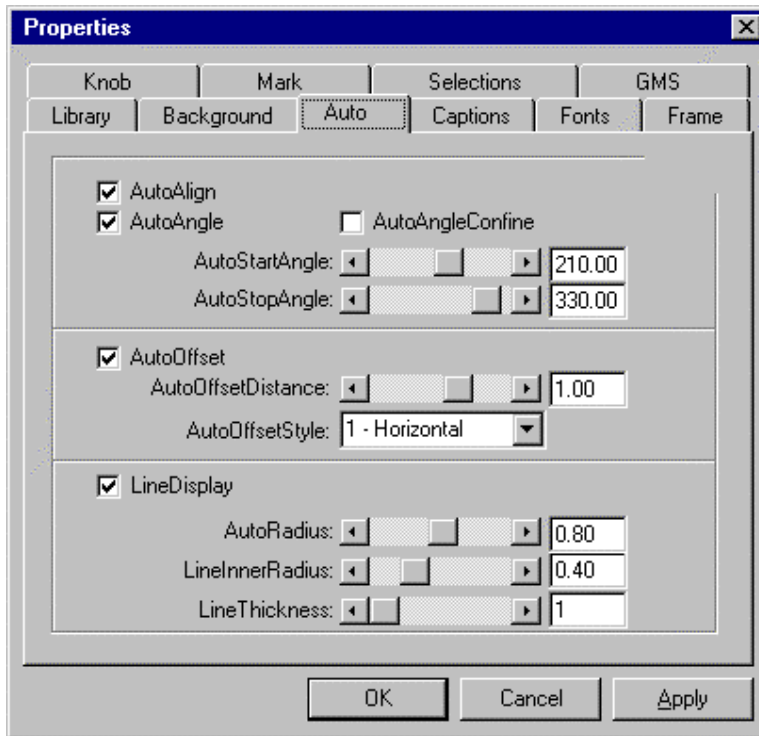 Properties
Knob Mark Selections GMS
Library Background Auto Captions Fonts Frame
AutoAlign
AutoAngle AutoAngleConfine
AutoStartAngle: 210.00
AutoStopAngle: 330.00
AutoOffset
AutoOffsetDistance: 1.00
AutoOffsetStyle: 1 - Horizontal
LineDisplay
AutoRadius: 0.80
LineInnerRadius: 0.40
LineThickness: 1
OK Cancel Apply